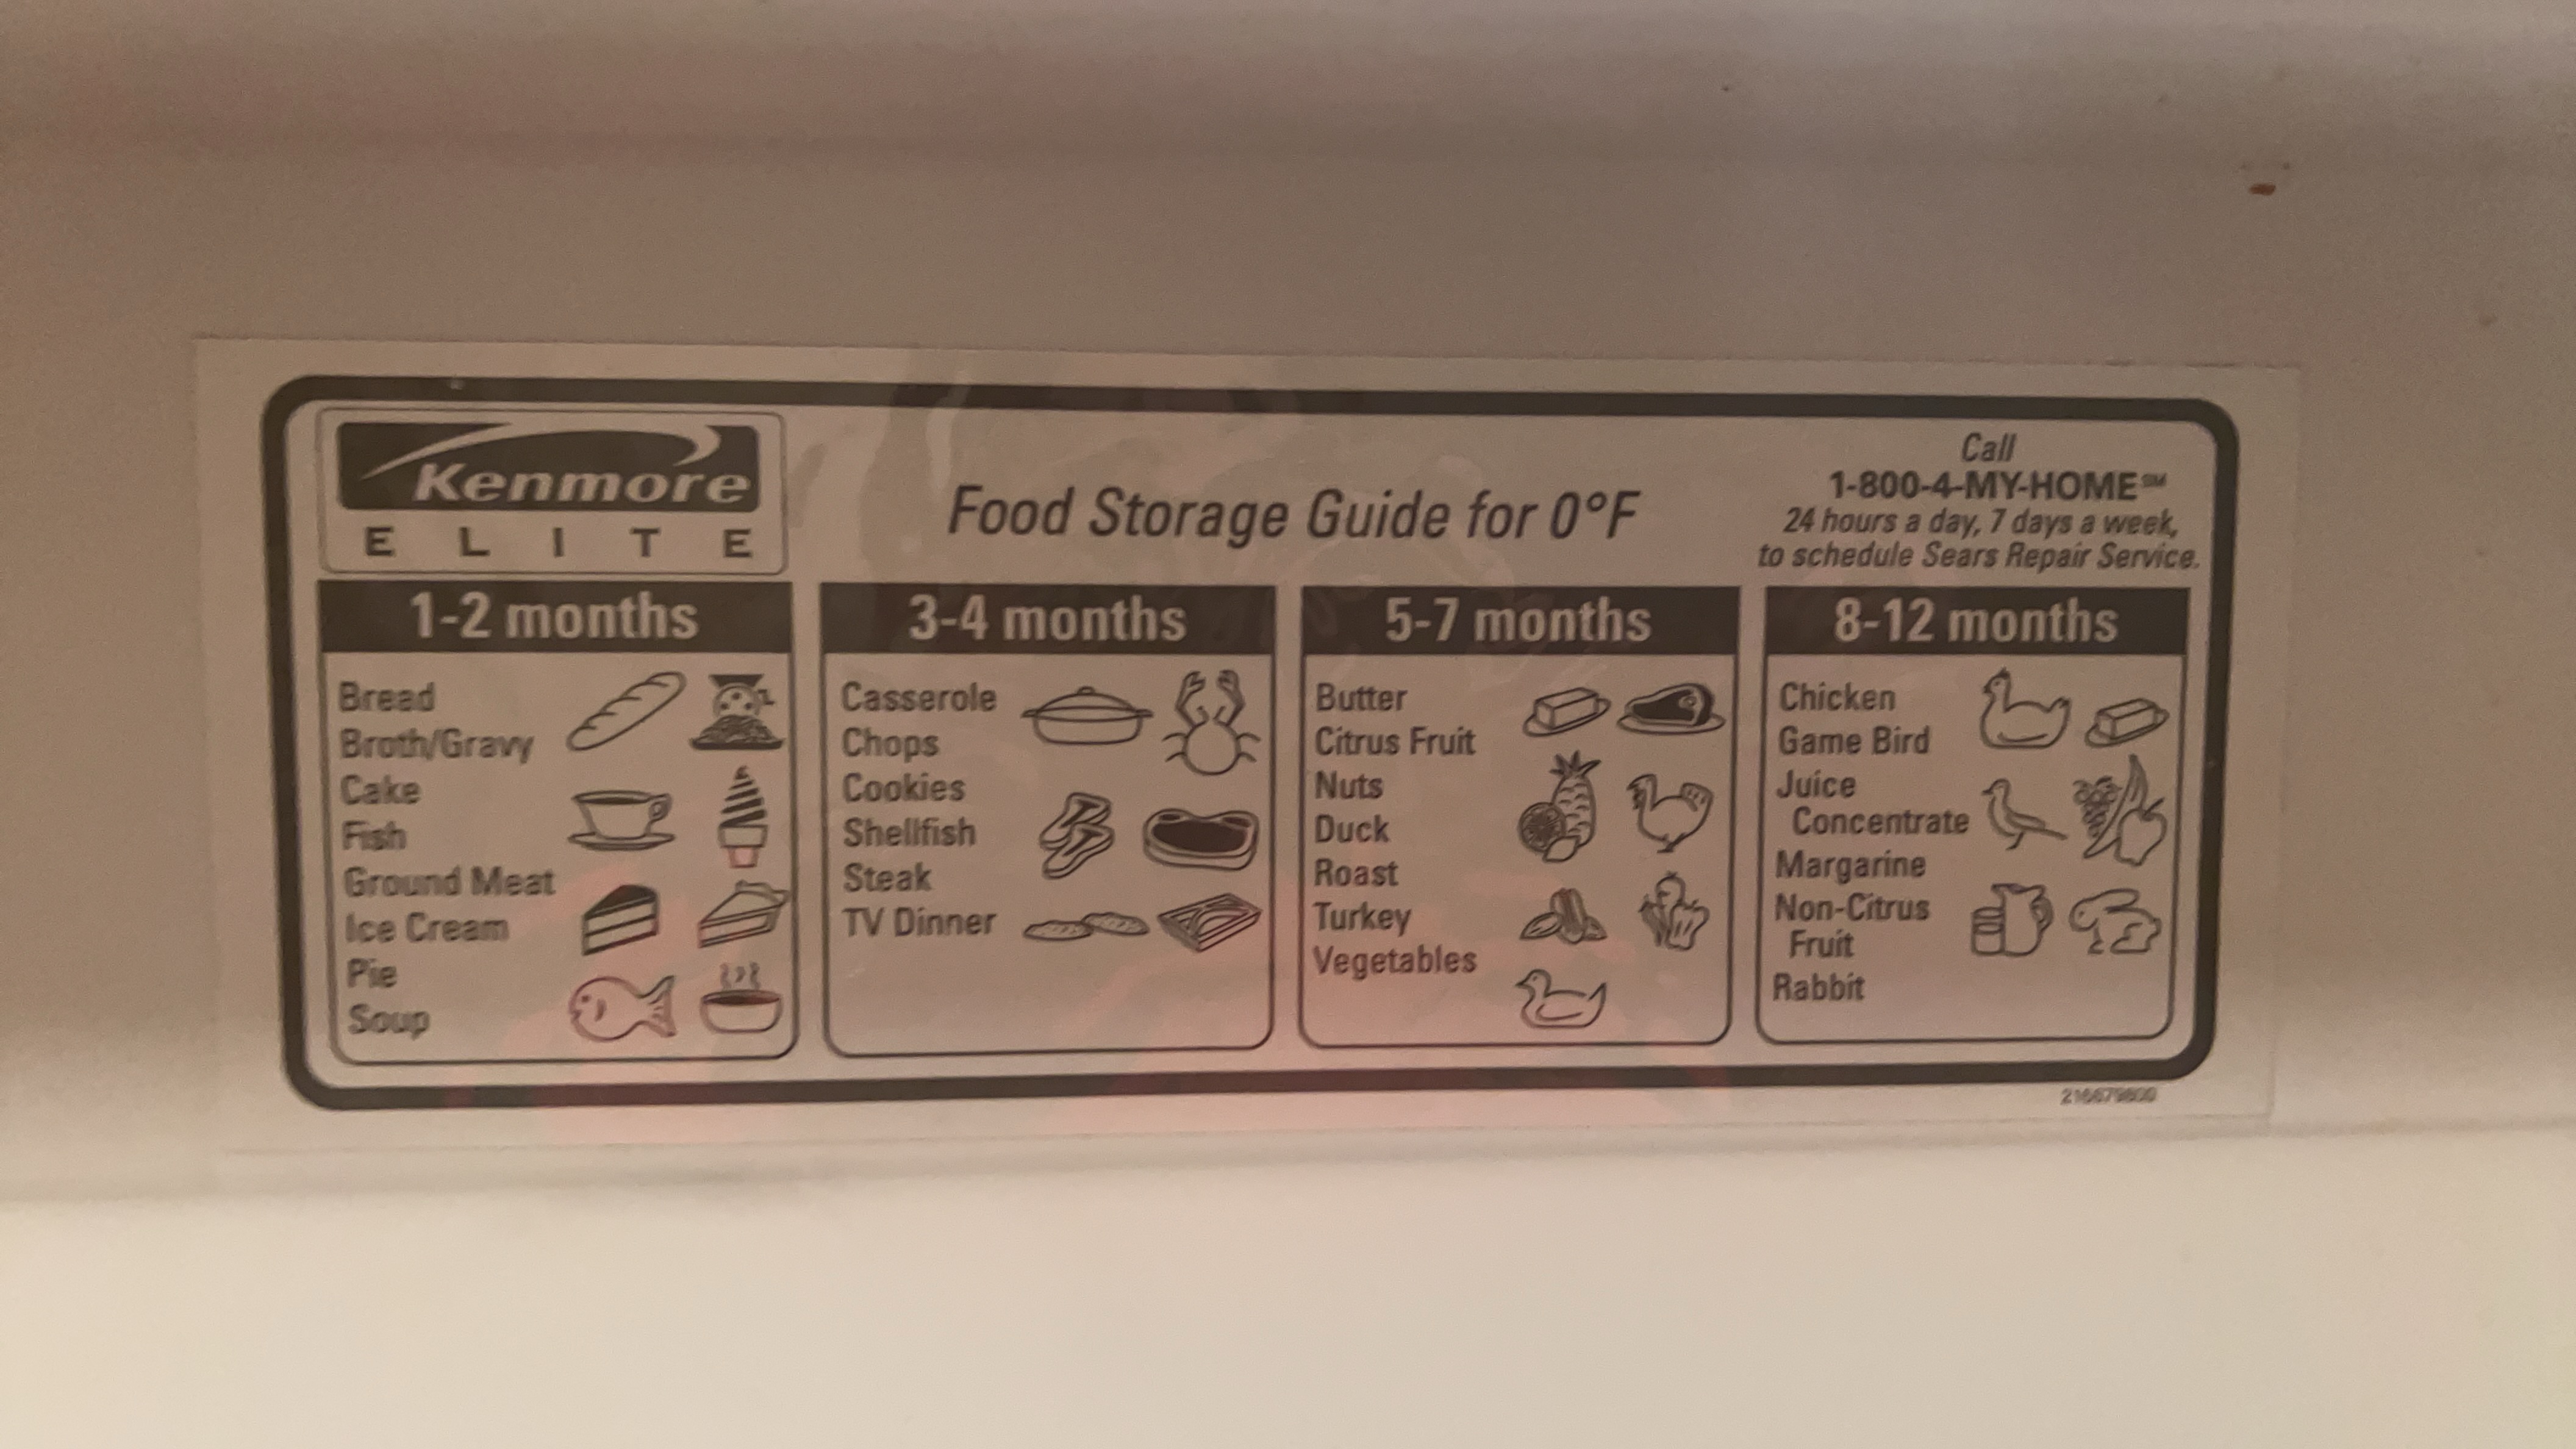 Kenmore
ELITE
Food Storage Guide for 0°F
Call
1-800-4-MY-HOME℠
24 hours a day, 7 days a week,
to schedule Sears Repair Service.
1-2 months
Bread
Broth/Gravy
Cake
Fish
Ground Meat
Ice Cream
Pie
Soup
3-4 months
Casserole
Chops
Cookies
Shellfish
Steak
TV Dinner
5-7 months
Butter
Citrus Fruit
Nuts
Duck
Roast
Turkey
Vegetables
8-12 months
Chicken
Game Bird
Juice
Concentrate
Margarine
Non-Citrus
Fruit
Rabbit